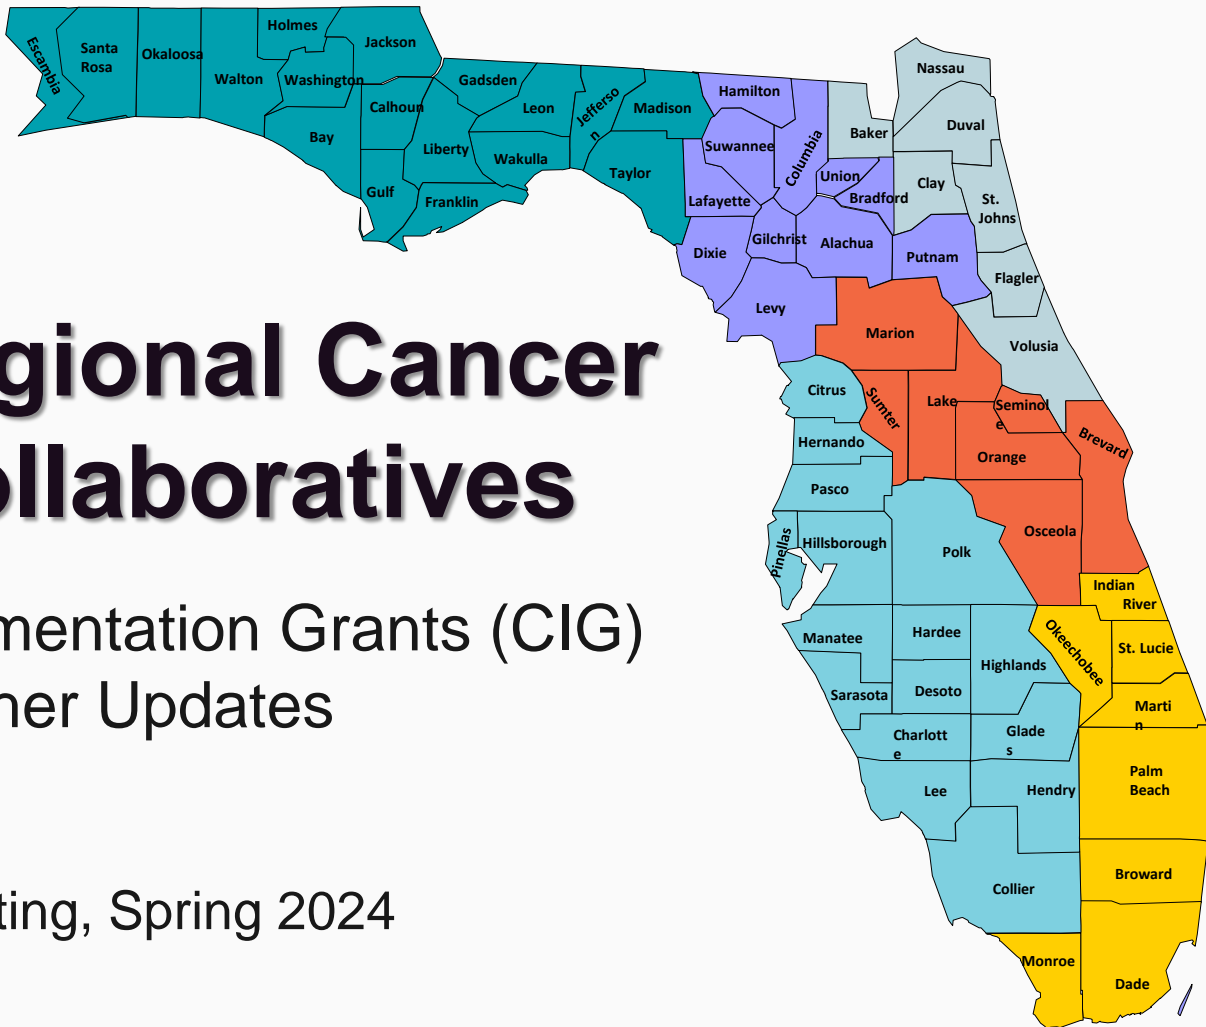 Holmes
Jackson
Escambia
Santa
Rosa
Okaloosa
Walton
Washington
Calhoun
Bay
Gulf
Liberty
Franklin
Gadsden
Leon
Wakulla
Jefferso
n
Madison
Taylor
Hamilton
Suwannee
Columbia
Lafayette
Dixie
Gilchrist
Alachua
Union
Bradford
Putnam
Levy
Nassau
Duval
Baker
Clay
St.
Johns
Flagler
Volusia
gional Cancer
ollaboratives
mentation Grants (CIG)
ner Updates
ting, Spring 2024
Marion
Citrus
Sumter
Lake
Seminol
e
Orange
Brevard
Osceola
Hernando
Pasco
Pinellas
Hillsborough
Polk
Manatee
Hardee
Highlands
Sarasota
Desoto
Charlott
e
Glade
s
Lee
Hendry
Collier
Indian
River
Okeechobee
St. Lucie
Marti
n
Palm
Beach
Broward
Monroe
Dade